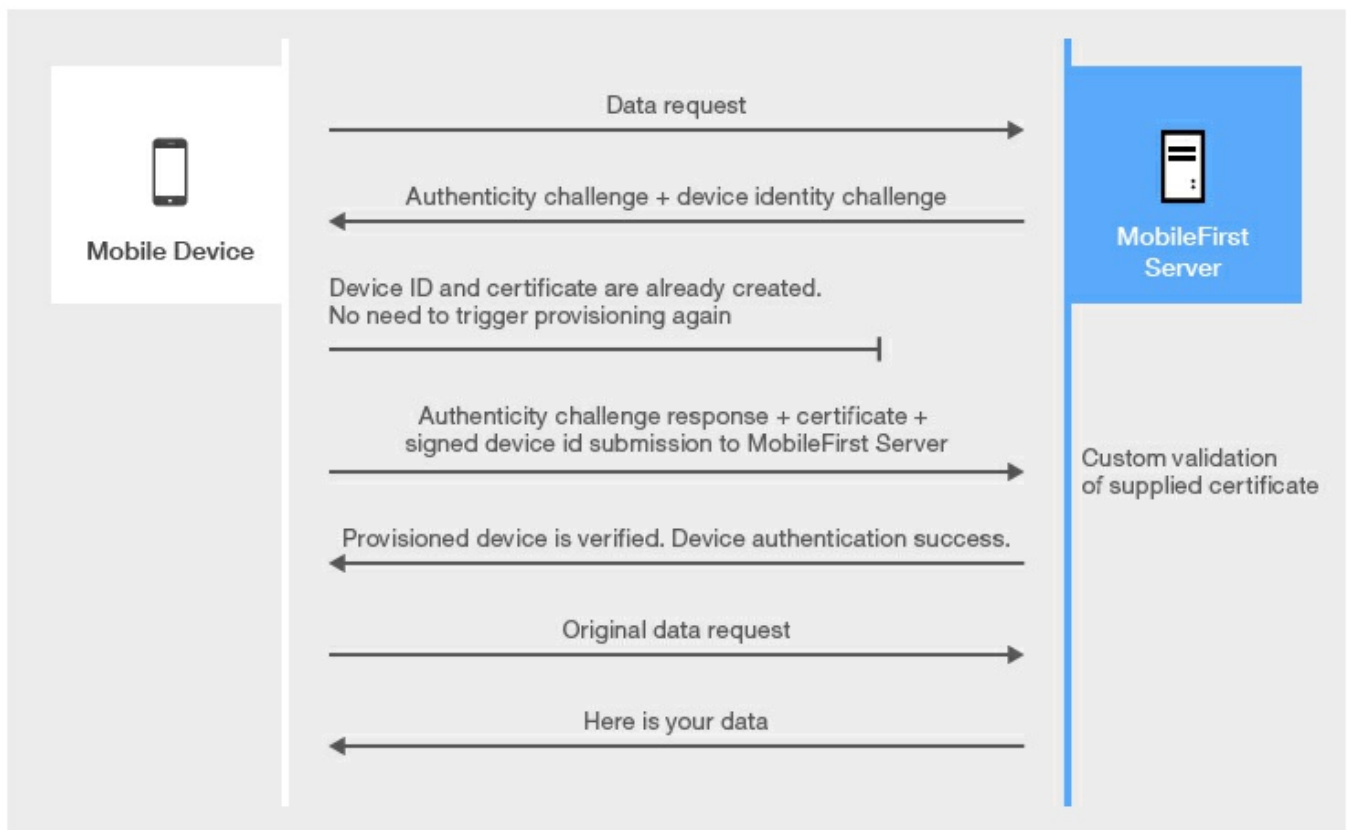 Data request
Authenticity challenge + device identity challenge
Mobile Device
MobileFirst
Server
Device ID and certificate are already created.
No need to trigger provisioning again
Authenticity challenge response + certificate +
signed device id submission to MobileFirst Server
Custom validation
of supplied certificate
Provisioned device is verified. Device authentication success.
Original data request
Here is your data